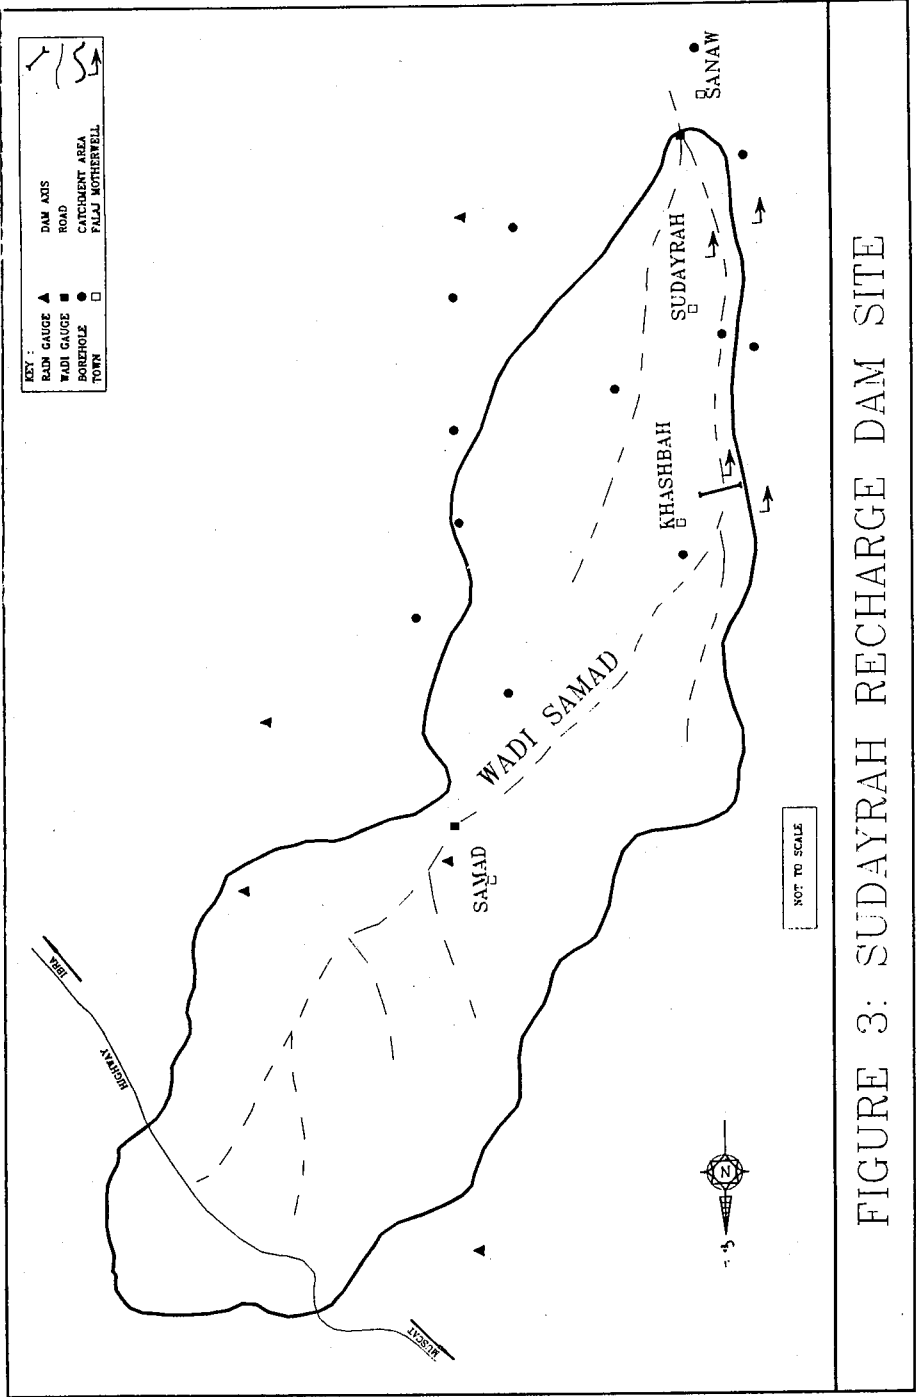 KEY :
RAIN GAUGE
WADI GAUGE
BOREHOLE
TOWN
DAM AXIS
ROAD
CATCHMENT AREA
FALAJ MOTHERWELL
SANAW
SUDAYRAH
KHASHBAH
WADI SAMAD
SAMAD
IBRA
HIGHWAY
MUSCAT
N
NOT TO SCALE
FIGURE 3: SUDAYRAH RECHARGE DAM SITE